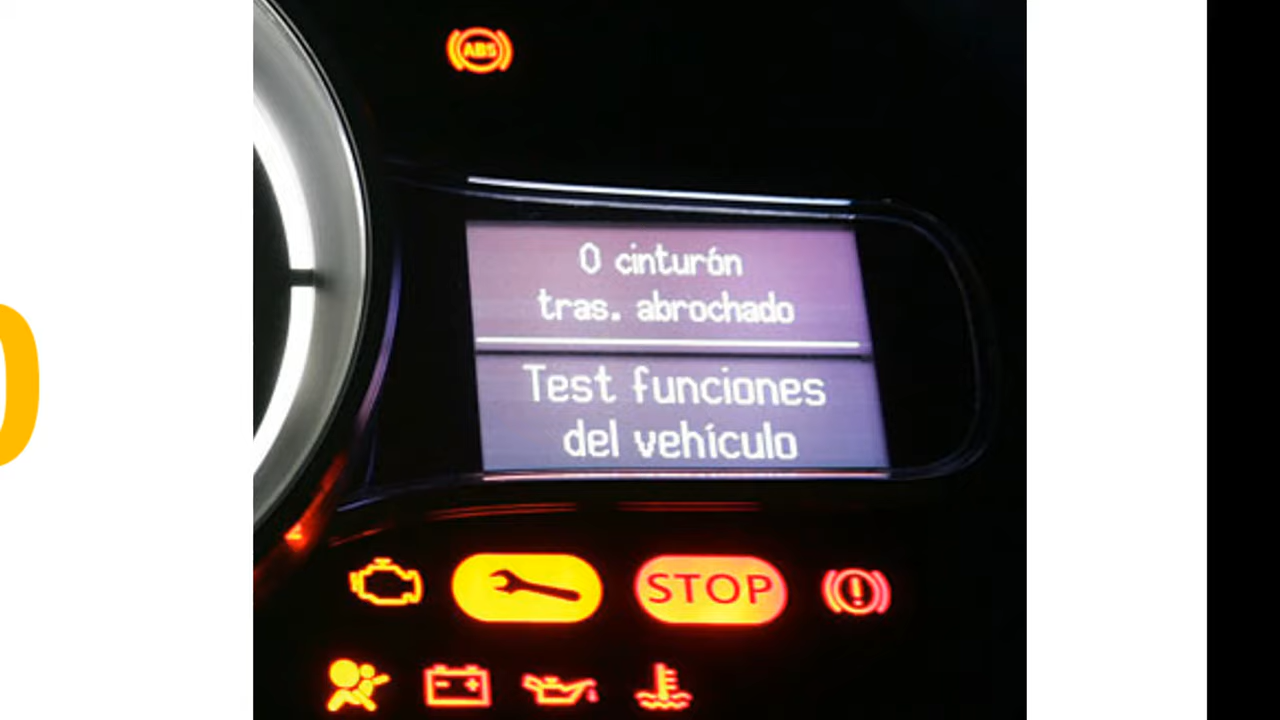 ABS
0 cinturón
tras. abrochado
Test funciones
del vehículo
STOP